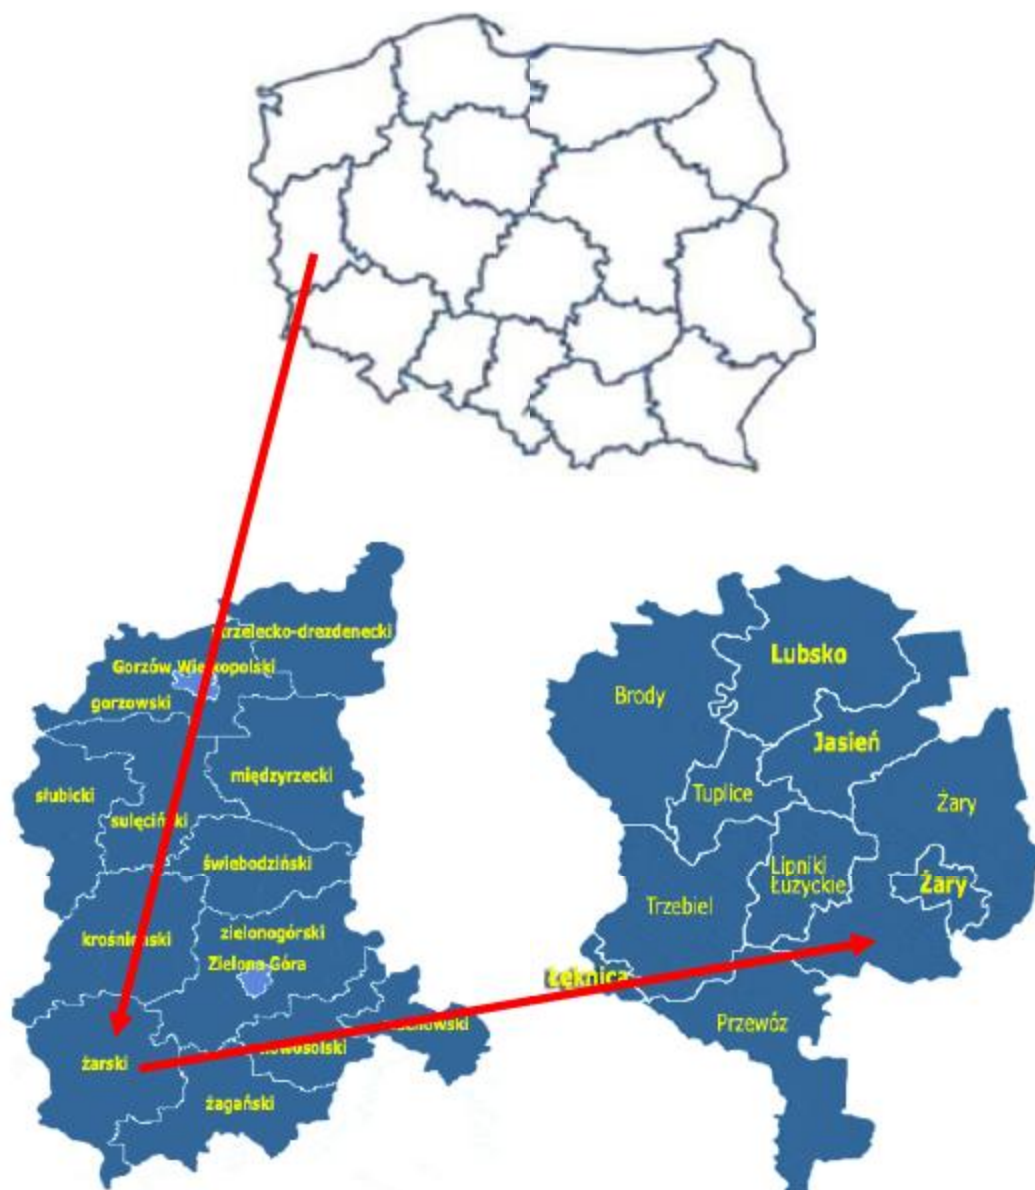 strzelecko-drezdenecki
Gorzów Wielkopolski
gorzowski
międzyrzecki
słubicki
sulęciński
świebodziński
krośnieński
zielonogórski
Zielona Góra
nowosolski
żarski
żagański
Lubsko
Brody
Jasień
Tuplice
Żary
Lipniki
Łużyckie
Żary
Trzebiel
Łęknica
Przewóz